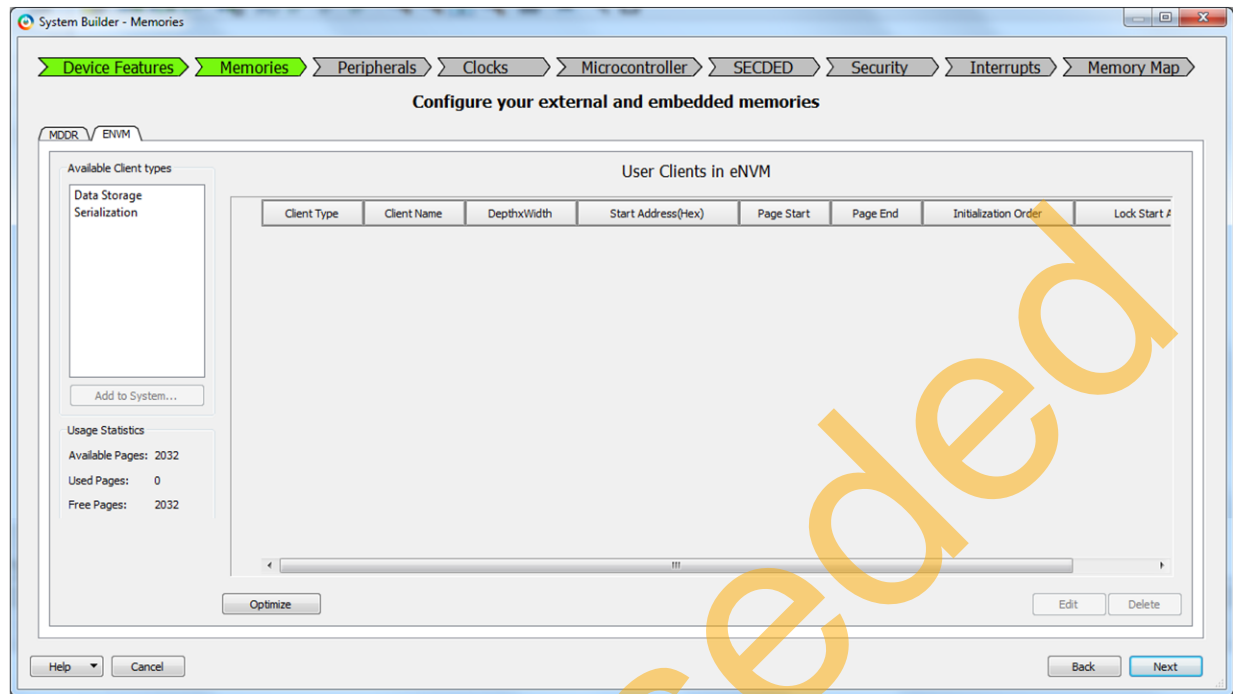 System Builder - Memories
Device Features Memories Peripherals Clocks Microcontroller SECDED Security Interrupts Memory Map
Configure your external and embedded memories
MDDR ENVM
Available Client types
User Clients in eNVM
Data Storage
Serialization
Client Type Client Name DepthxWidth Start Address(Hex) Page Start Page End Initialization Order Lock Start A
Add to System...
Usage Statistics
Available Pages: 2032
Used Pages: 0
Free Pages: 2032
Optimize Edit Delete
Help Cancel Back Next
eded